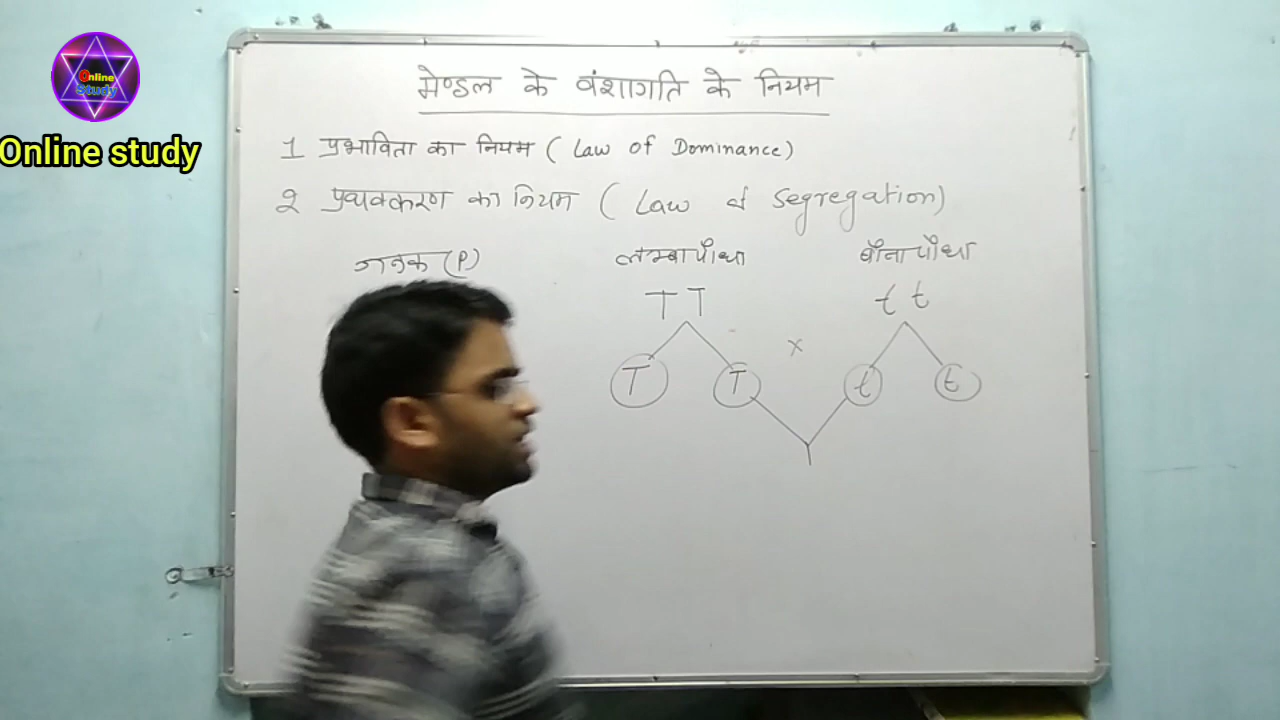 Online
Study
Online study
मेण्डल के वंशागति के नियम
1 प्रभाविता का नियम ( Law of Dominance)
2 प्रथक्करण का नियम ( Law of Segregation)
जनक (P) लम्बा पौधा बौना पौधा
T T t t
T T x t t